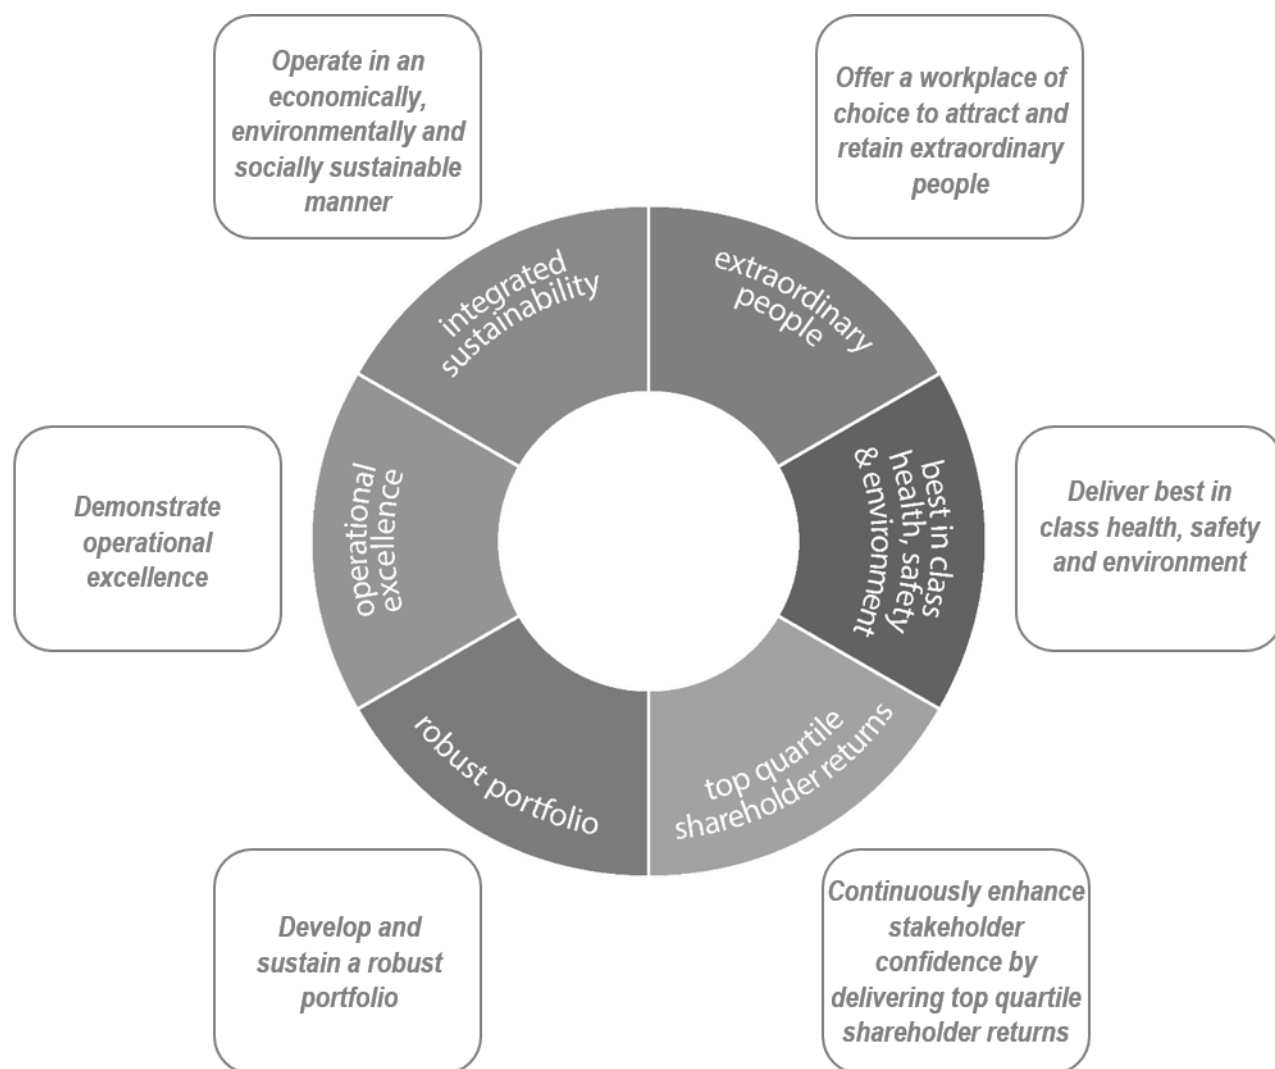 Operate in an
economically,
environmentally and
socially sustainable
manner
Offer a workplace of
choice to attract and
retain extraordinary
people
integrated
sustainability
extraordinary
people
Demonstrate
operational
excellence
operational
excellence
best in class
health, safety
& environment
Deliver best in
class health, safety
and environment
robust portfolio
top quartile
shareholder returns
Develop and
sustain a robust
portfolio
Continuously enhance
stakeholder
confidence by
delivering top quartile
shareholder returns